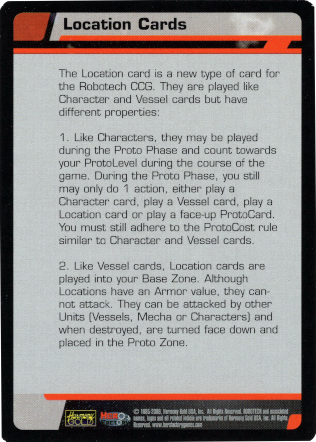 Location Cards
The Location card is a new type of card for
the Robotech CCG. They are played like
Character and Vessel cards but have
different properties:
1. Like Characters, they may be played
during the Proto Phase and count towards
your ProtoLevel during the course of the
game. During the Proto Phase, you still
may only do 1 action, either play a
Character card, play a Vessel card, play a
Location card or play a face-up ProtoCard.
You must still adhere to the ProtoCost rule
similar to Character and Vessel cards.
2. Like Vessel cards, Location cards are
played into your Base Zone. Although
Locations have an Armor value, they can-
not attack. They can be attacked by other
Units (Vessels, Mecha or Characters) and
when destroyed, are turned face down and
placed in the Proto Zone.
Harmony
GOLD
© 1985-2006, Harmony Gold USA, Inc. All Rights Reserved. ROBOTECH and associated
names, logos and all related indicia are trademarks of Harmony Gold USA, Inc. All Rights
Reserved.